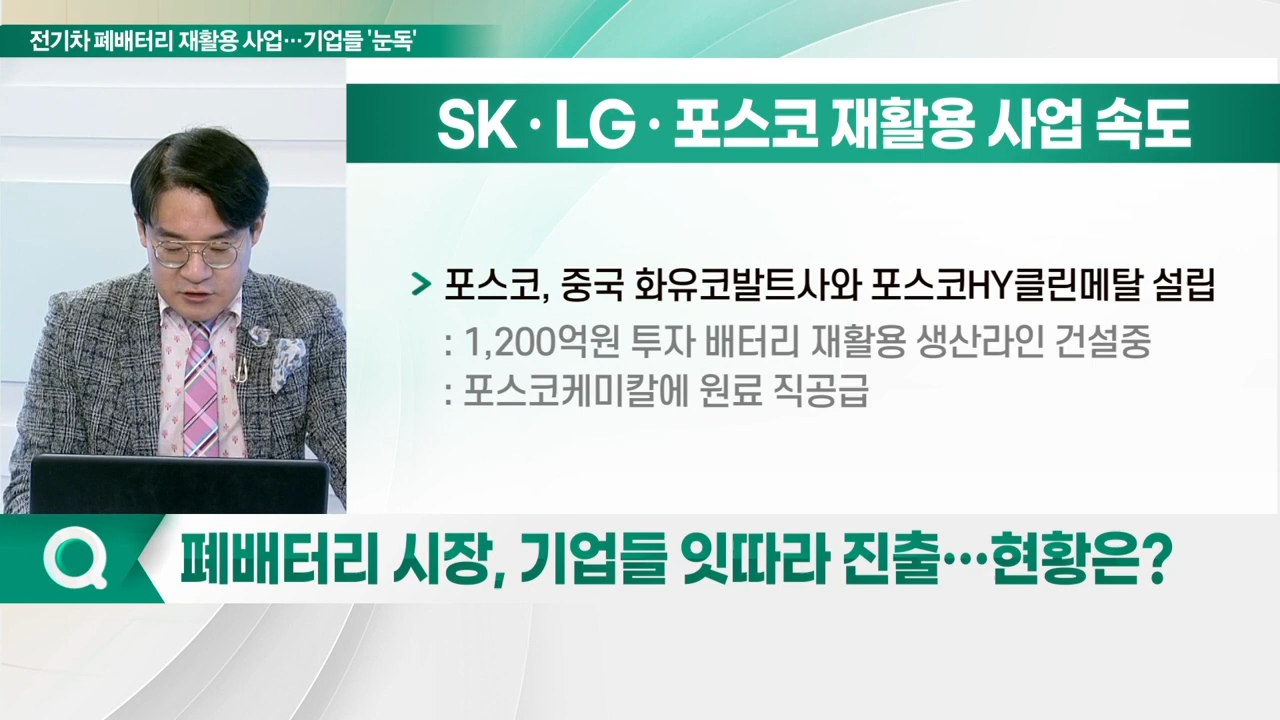 전기차 폐배터리 재활용 사업…기업들 '눈독'
SK·LG·포스코 재활용 사업 속도
> 포스코, 중국 화유코발트사와 포스코HY클린메탈 설립
: 1,200억원 투자 배터리 재활용 생산라인 건설중
: 포스코케미칼에 원료 직공급
Q 폐배터리 시장, 기업들 잇따라 진출…현황은?